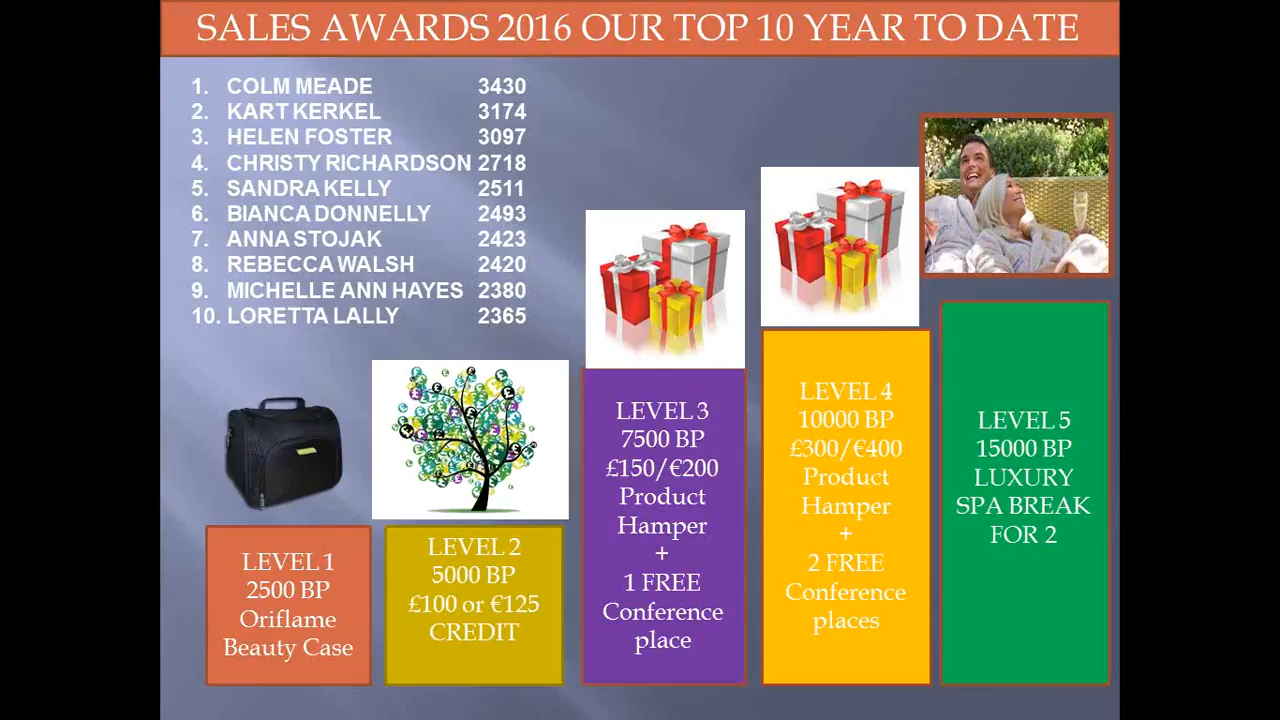 SALES AWARDS 2016 OUR TOP 10 YEAR TO DATE
1. COLM MEADE 3430
2. KART KERKEL 3174
3. HELEN FOSTER 3097
4. CHRISTY RICHARDSON 2718
5. SANDRA KELLY 2511
6. BIANCA DONNELLY 2493
7. ANNA STOJAK 2423
8. REBECCA WALSH 2420
9. MICHELLE ANN HAYES 2380
10. LORETTA LALLY 2365
LEVEL 1
2500 BP
Oriflame
Beauty Case
LEVEL 2
5000 BP
£100 or €125
CREDIT
LEVEL 3
7500 BP
£150/€200
Product
Hamper
+
1 FREE
Conference
place
LEVEL 4
10000 BP
£300/€400
Product
Hamper
+
2 FREE
Conference
places
LEVEL 5
15000 BP
LUXURY
SPA BREAK
FOR 2